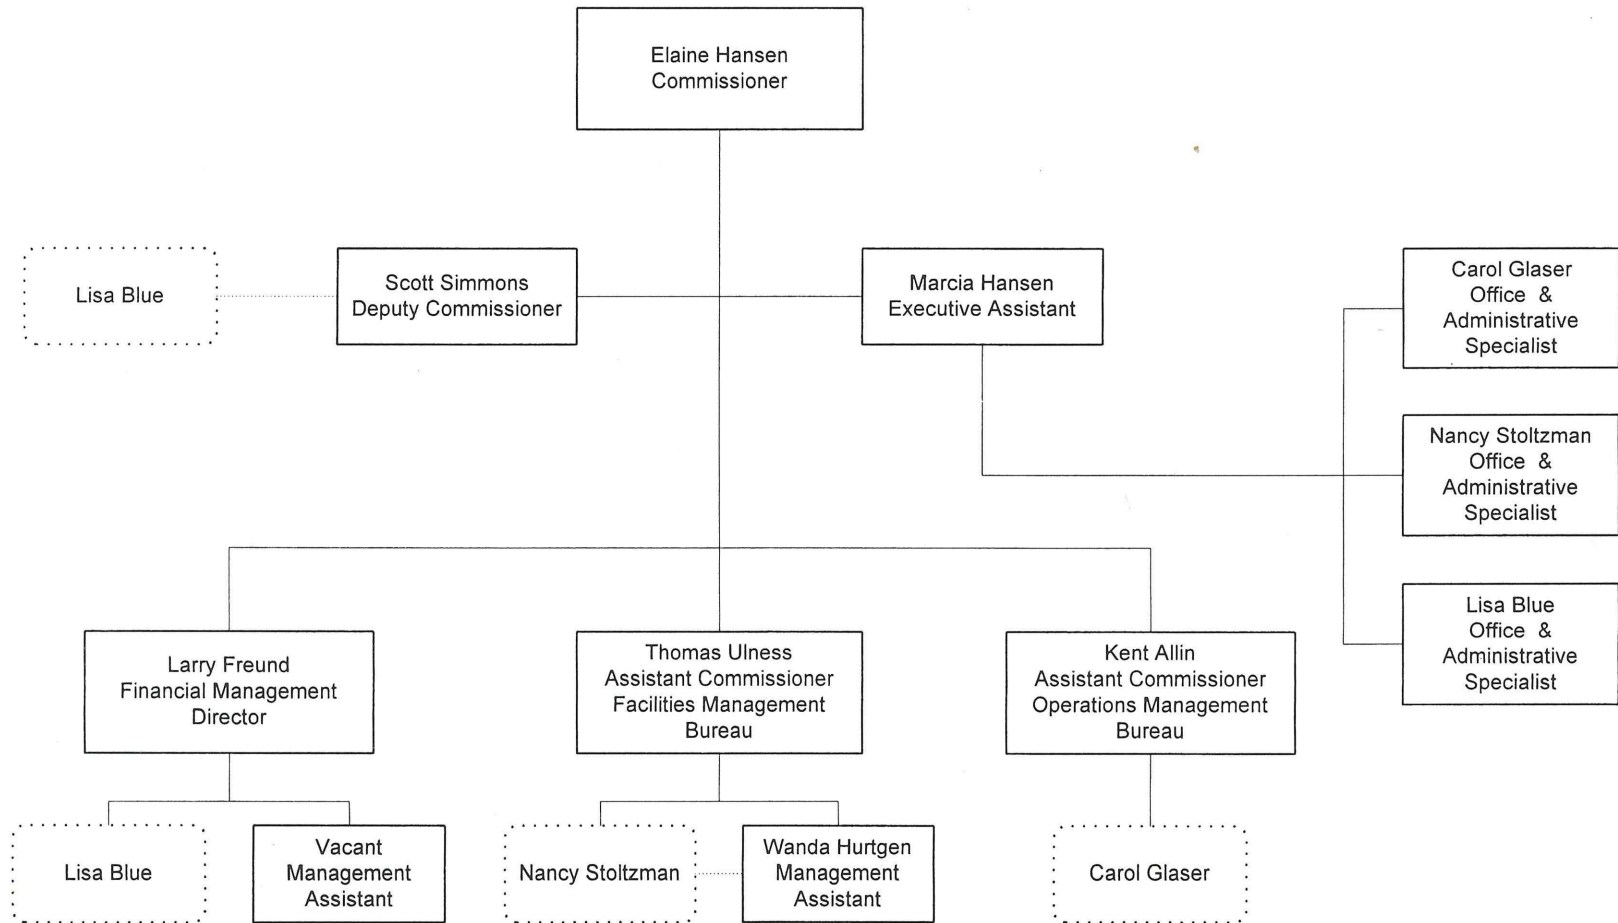 Elaine Hansen
Commissioner
Lisa Blue
Scott Simmons
Deputy Commissioner
Marcia Hansen
Executive Assistant
Carol Glaser
Office &
Administrative
Specialist
Nancy Stoltzman
Office &
Administrative
Specialist
Lisa Blue
Office &
Administrative
Specialist
Larry Freund
Financial Management
Director
Thomas Ulness
Assistant Commissioner
Facilities Management
Bureau
Kent Allin
Assistant Commissioner
Operations Management
Bureau
Lisa Blue
Vacant
Management
Assistant
Nancy Stoltzman
Wanda Hurtgen
Management
Assistant
Carol Glaser